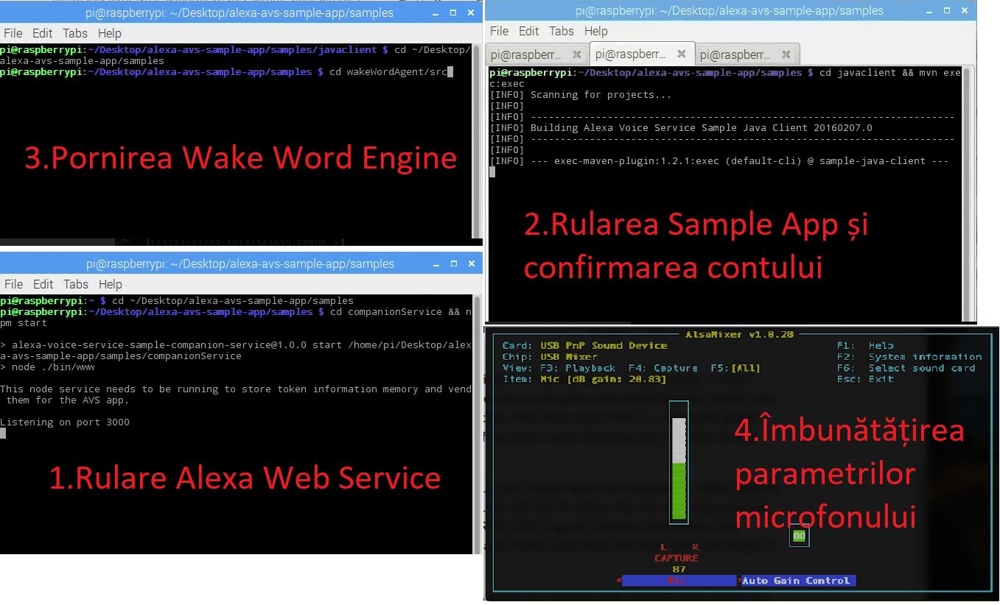 pi@raspberrypi: ~/Desktop/alexa-avs-sample-app/samples
File Edit Tabs Help
pi@raspberrypi:~/Desktop/alexa-avs-sample-app/samples/javaclient $ cd ~/Desktop/
alexa-avs-sample-app/samples
pi@raspberrypi:~/Desktop/alexa-avs-sample-app/samples $ cd wakeWordAgent/src
3.Pornirea Wake Word Engine
[13233:13233:1013/143635:ERROR:g]
pi@raspberrypi: ~/Desktop/alexa-avs-sample-app/samples
File Edit Tabs Help
pi@raspberr... pi@raspberr... pi@raspberr...
pi@raspberrypi:~/Desktop/alexa-avs-sample-app/samples $ cd javaclient && mvn exe
c:exec
[INFO] Scanning for projects...
[INFO]
[INFO] ------------------------------------------------------------------------
[INFO] Building Alexa Voice Service Sample Java Client 20160207.0
[INFO] ------------------------------------------------------------------------
[INFO]
[INFO] --- exec-maven-plugin:1.2.1:exec (default-cli) @ sample-java-client ---
2.Rularea Sample App și
confirmarea contului
pi@raspberrypi: ~/Desktop/alexa-avs-sample-app/samples
File Edit Tabs Help
pi@raspberrypi:~ $ cd ~/Desktop/alexa-avs-sample-app/samples
pi@raspberrypi:~/Desktop/alexa-avs-sample-app/samples $ cd companionService && n
pm start
> alexa-voice-service-sample-companion-service@1.0.0 start /home/pi/Desktop/alex
a-avs-sample-app/samples/companionService
> node ./bin/www
This node service needs to be running to store token information memory and vend
them for the AVS app.
Listening on port 3000
1.Rulare Alexa Web Service
AlsaMixer v1.0.28
Card: USB PnP Sound Device F1: Help
Chip: USB Mixer F2: System information
View: F3: Playback F4: Capture F5:[All] F6: Select sound card
Item: Mic [dB gain: 20.83] Esc: Exit
4.Îmbunătățirea
parametrilor
microfonului
00
L R
CAPTURE
87
< Mic >Auto Gain Control